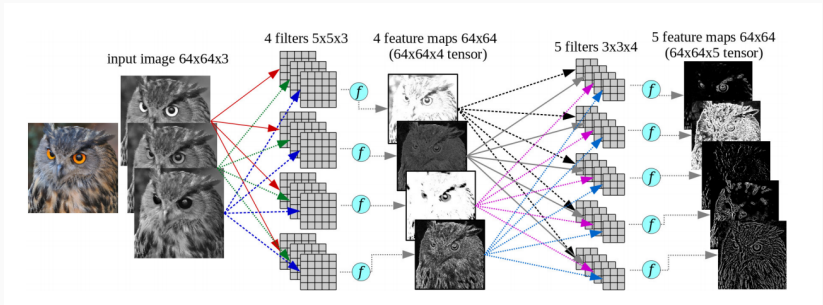 input image 64x64x3
4 filters 5x5x3
4 feature maps 64x64
(64x64x4 tensor)
5 filters 3x3x4
5 feature maps 64x64
(64x64x5 tensor)
f
f
f
f
f
f
f
f
f